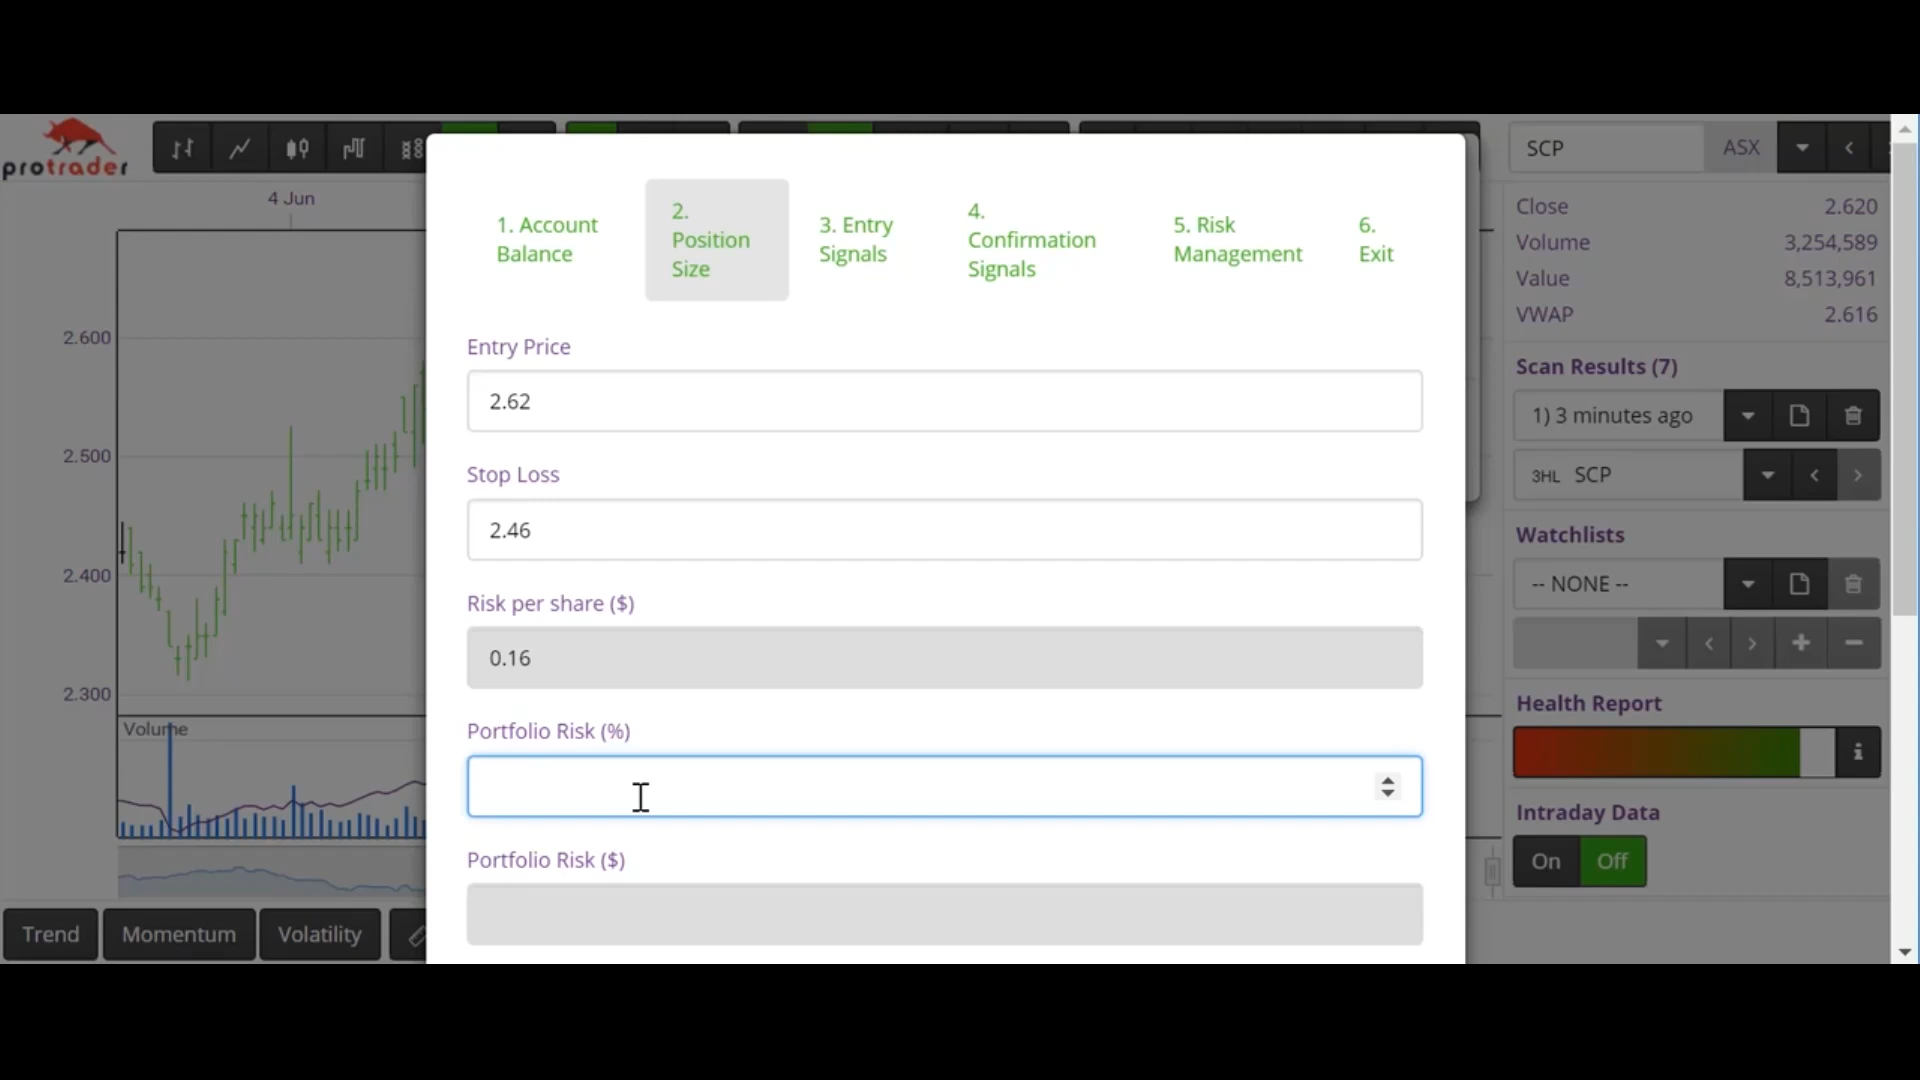 protrader
SCP
ASX
4 Jun
2.600
2.500
2.400
2.300
Volume
Trend
Momentum
Volatility
1. Account
Balance
2.
Position
Size
3. Entry
Signals
4.
Confirmation
Signals
5. Risk
Management
6.
Exit
Entry Price
2.62
Stop Loss
2.46
Risk per share ($)
0.16
Portfolio Risk (%)
Portfolio Risk ($)
Close 2.620
Volume 3,254,589
Value 8,513,961
VWAP 2.616
Scan Results (7)
1) 3 minutes ago
3HL SCP
Watchlists
-- NONE --
Health Report
Intraday Data
On Off